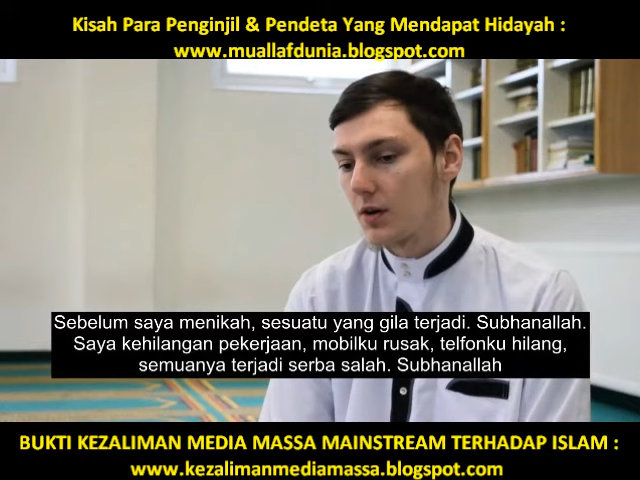 Kisah Para Penginjil & Pendeta Yang Mendapat Hidayah :
www.muallafdunia.blogspot.com
Sebelum saya menikah, sesuatu yang gila terjadi. Subhanallah.
Saya kehilangan pekerjaan, mobilku rusak, telfonku hilang,
semuanya terjadi serba salah. Subhanallah
BUKTI KEZALIMAN MEDIA MASSA MAINSTREAM TERHADAP ISLAM :
www.kezalimanmediamassa.blogspot.com